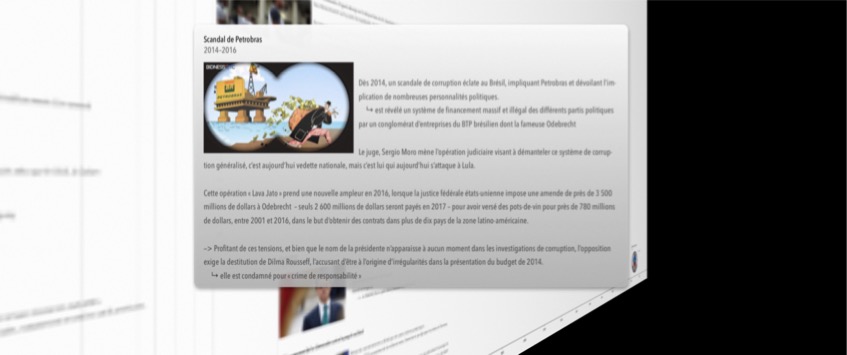 Scandal de Petrobras
2014-2016
Dès 2014, un scandale de corruption éclate au Brésil, impliquant Petrobras et dévoilant l'im-
plication de nombreuses personnalités politiques.
↪ est révélé un système de financement massif et illégal des différents partis politiques
par un conglomérat d'entreprises du BTP brésilien dont la fameuse Odebrecht
Le juge, Sergio Moro mène l'opération judiciaire visant à démanteler ce système de corrup-
tion généralisé, c'est aujourd'hui vedette nationale, mais c'est lui qui aujourd'hui s'attaque à Lula.
Cette opération « Lava Jato » prend une nouvelle ampleur en 2016, lorsque la justice fédérale états-unienne impose une amende de près de 3 500
millions de dollars à Odebrecht - seuls 2 600 millions de dollars seront payés en 2017 - pour avoir versé des pots-de-vin pour près de 780 millions
de dollars, entre 2001 et 2016, dans le but d'obtenir des contrats dans plus de dix pays de la zone latino-américaine.
--> Profitant de ces tensions, et bien que le nom de la présidente n'apparaisse à aucun moment dans les investigations de corruption, l'opposition
exige la destitution de Dilma Rousseff, l'accusant d'être à l'origine d'irrégularités dans la présentation du budget de 2014.
↪ elle est condamné pour « crime de responsabilité »